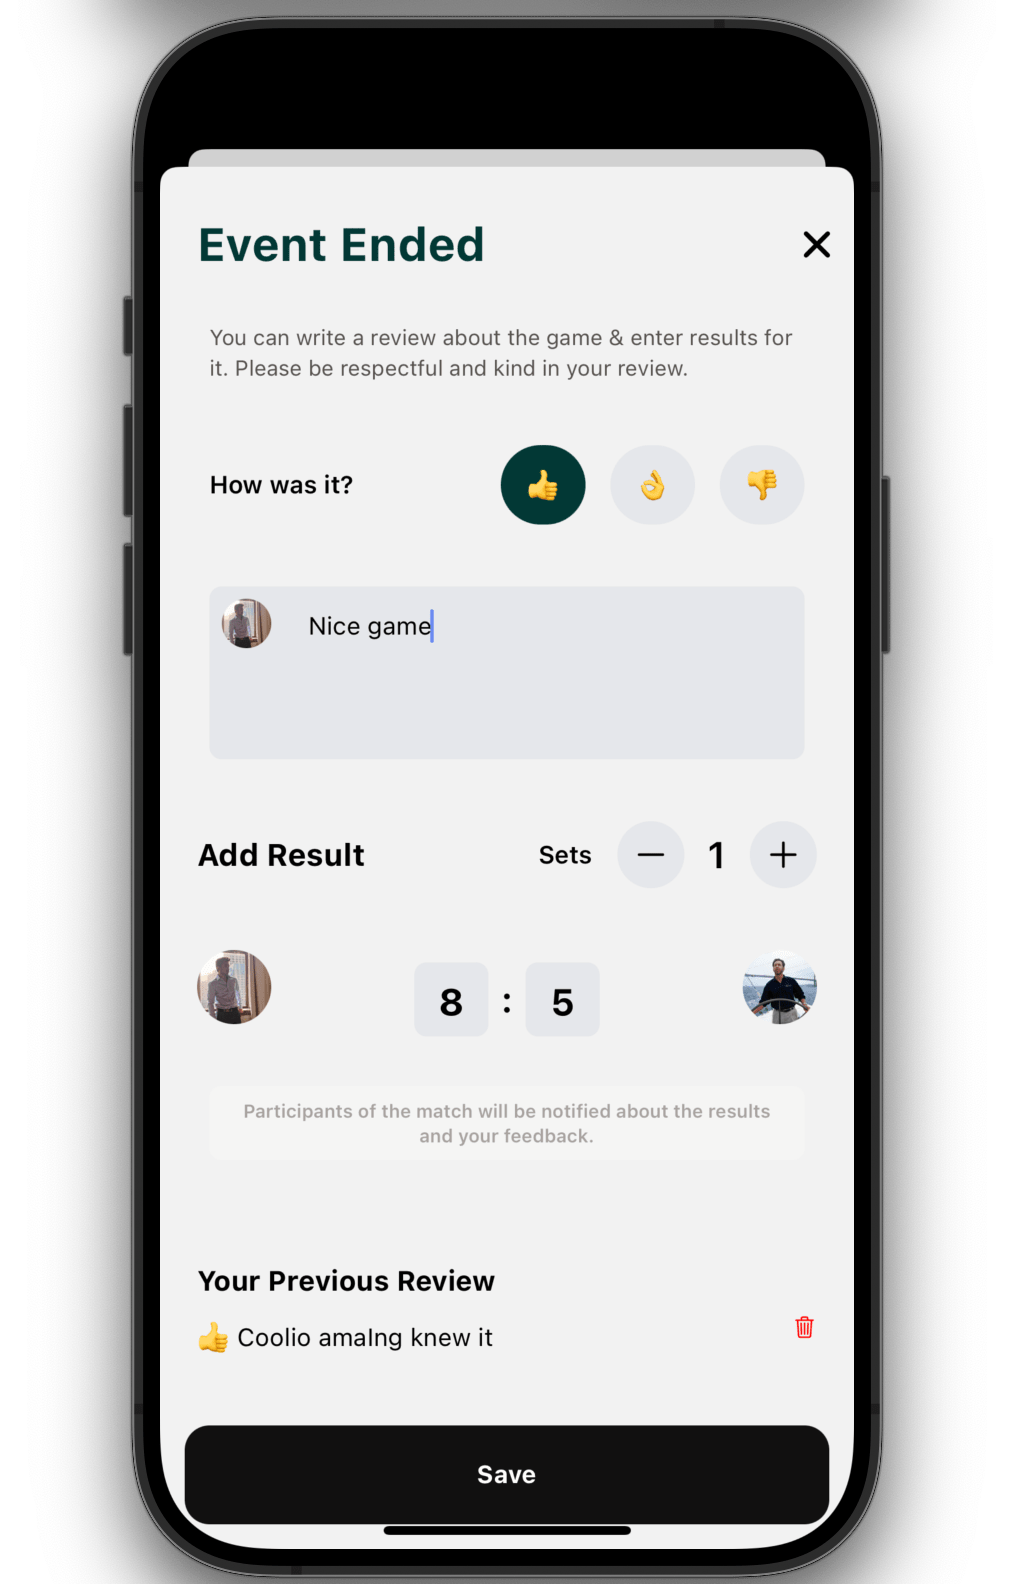 Event Ended
You can write a review about the game & enter results for
it. Please be respectful and kind in your review.
How was it?
Nice game
Add Result Sets 1
8 : 5
Participants of the match will be notified about the results
and your feedback.
Your Previous Review
Coolio amaIng knew it
Save